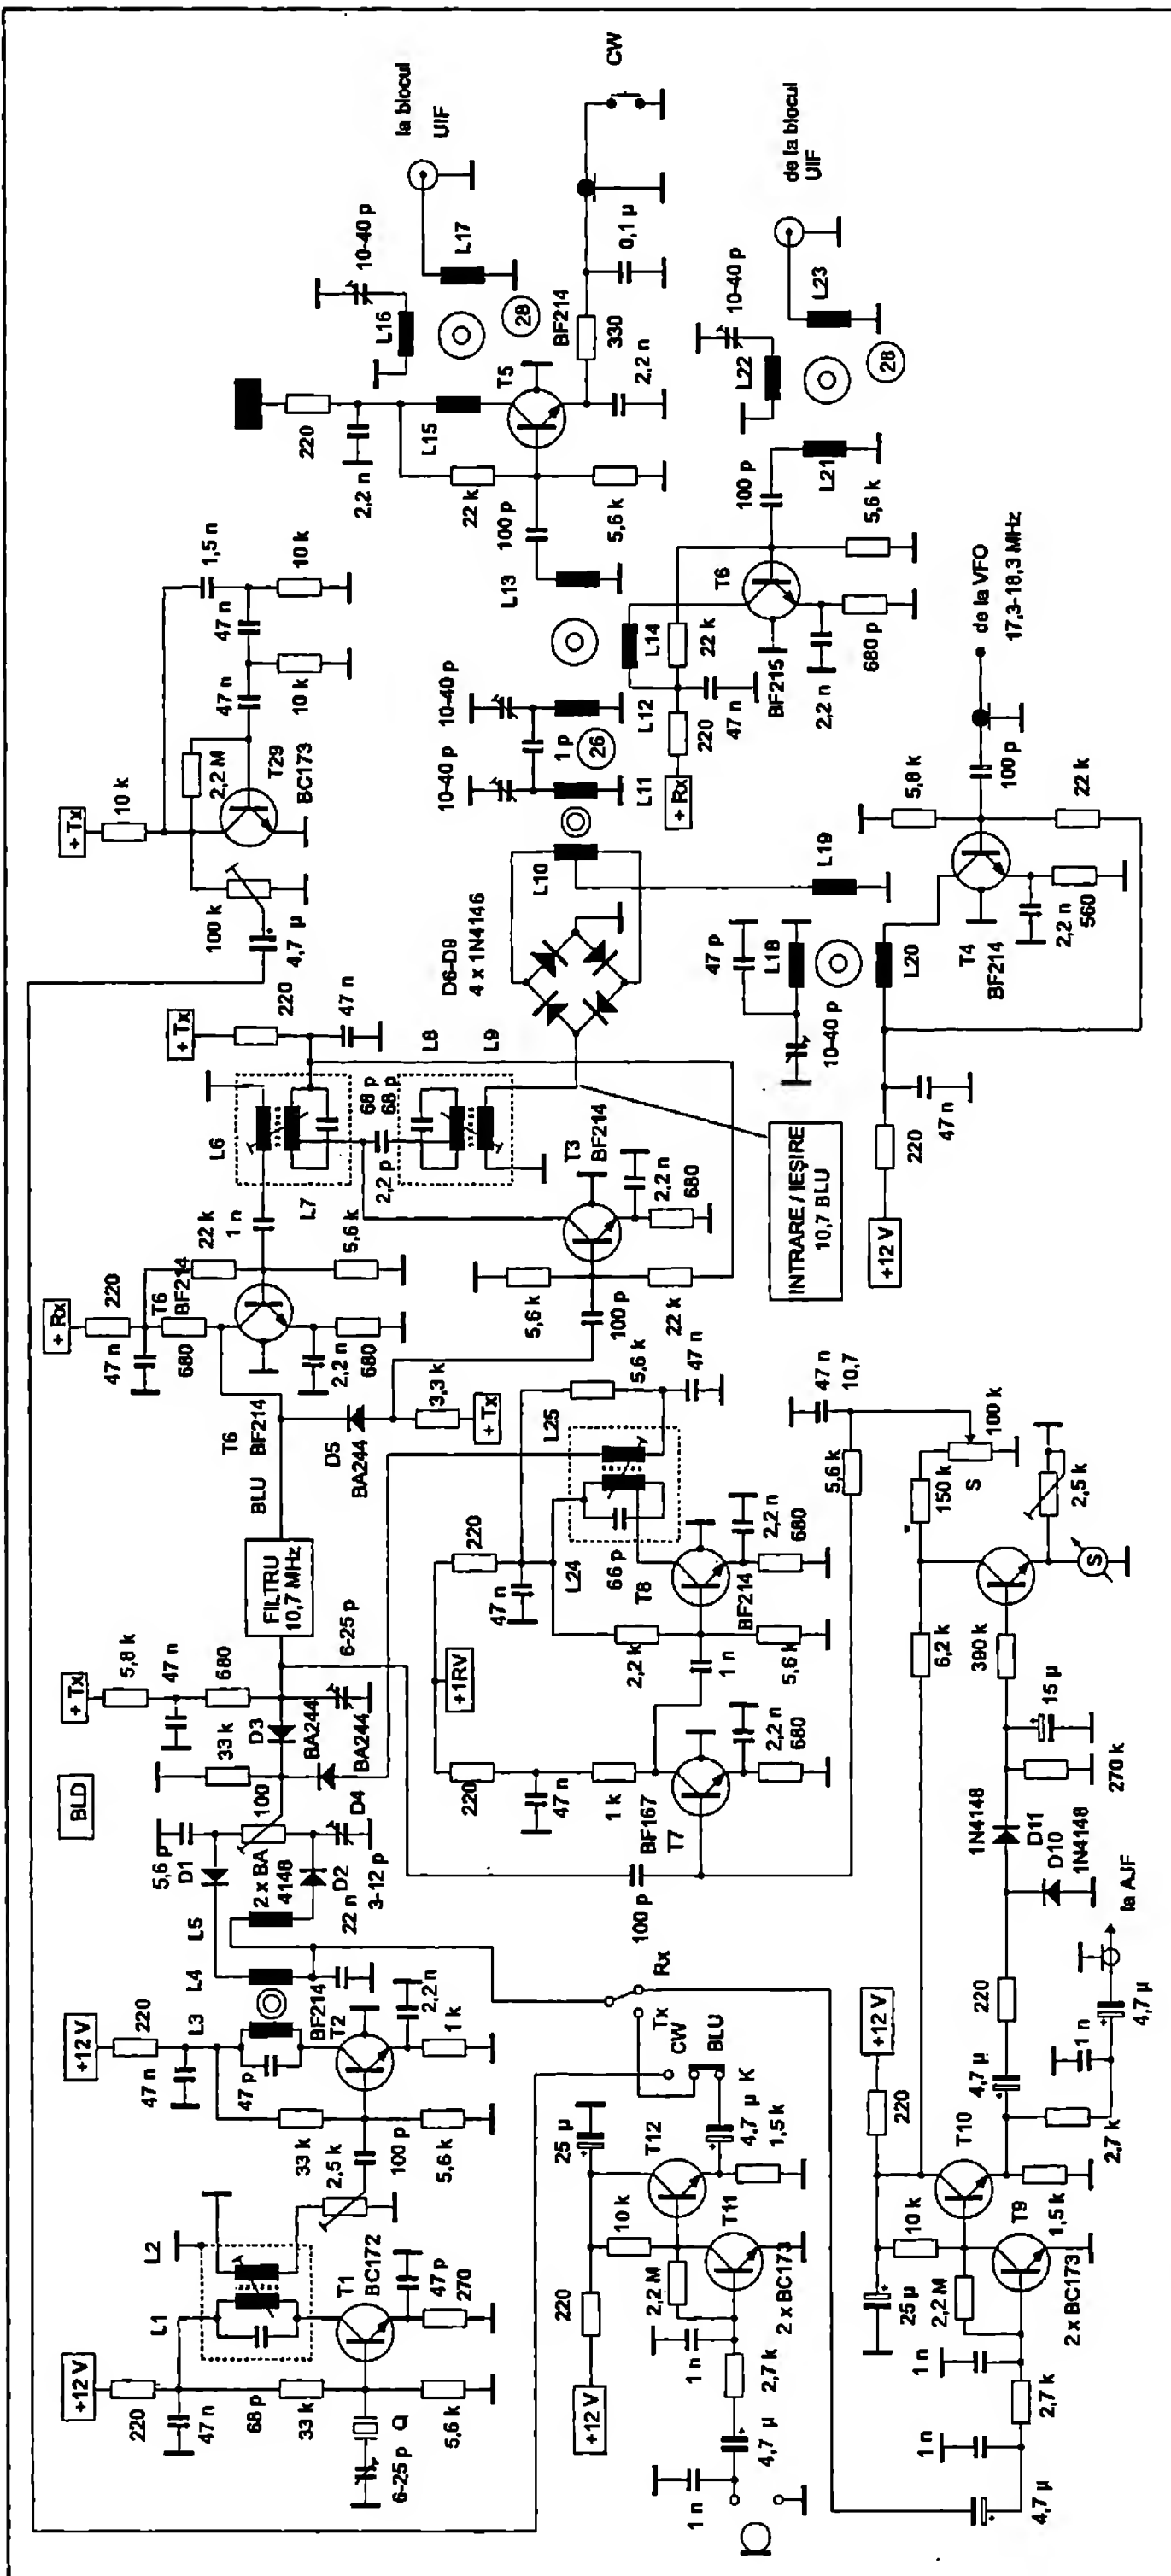 la blocul
UIF
CW
10-40 p
L17
L16
28
BF214
T5
330
0,1 µ
2,2 n
220
2,2 n
L15
22 k
100 p
5,6 k
L13
de la blocul
UIF
10-40 p
L23
L22
28
L21
100 p
5,6 k
T6
L14
22 k
BF215
2,2 n
680 p
L12
220
47 n
+ Rx
L11
10-40 p
10-40 p
1 p
26
1,5 n
47 n
10 k
47 n
10 k
+ Tx
10 k
2,2 M
T29
BC173
100 k
4,7 µ
L10
D6-D9
4 x 1N4146
L19
47 p
L18
10-40 p
de la VFO
17,3-18,3 MHz
100 p
5,8 k
22 k
T4
BF214
2,2 n
560
L20
47 n
220
+12 V
+ Tx
220
47 n
L6
L8
L9
68 p
68 p
2,2 p
L7
T3
BF214
2,2 n
680
INTRARE / IEŞIRE
10,7 BLU
22 k
1 n
5,6 k
+ Rx
220
T6
BF214
47 n
680
2,2 n
680
5,6 k
100 p
22 k
T6
BF214
D5
BA244
3,3 k
+ Tx
BLU
FILTRU
10,7 MHz
L25
5,6 k
47 n
220
47 n
L24
66 p
T8
BF214
2,2 n
680
2,2 k
1 n
5,6 k
+1RV
220
47 n
1 k
BF167
T7
2,2 n
680
100 p
47 n
10,7
5,6 k
100 k
S
150 k
2,5 k
S
6,2 k
390 k
15 µ
270 k
1N4148
D11
D10
1N4148
la AJF
+ Tx
5,8 k
47 n
680
6-25 p
D3
BA244
BA244
33 k
BLD
100
D4
5,6 p
D1
2 x BA
4148
D2
22 n
3-12 p
L5
L4
+12 V
220
L3
BF214
T2
47 n
47 p
2,2 n
1 k
33 k
2,5 k
100 p
5,6 k
Rx
Tx
CW
BLU
K
25 µ
T12
4,7 µ
1,5 k
10 k
T11
2,2 M
2 x BC173
220
+12 V
1 n
2,7 k
4,7 µ
1 n
L2
L1
T1
BC172
47 p
270
+12 V
220
47 n
68 p
33 k
Q
6-25 p
5,6 k
+12 V
220
4,7 µ
220
1 n
4,7 µ
2,7 k
T10
10 k
T9
1,5 k
25 µ
2,2 M
2 x BC173
1 n
2,7 k
1 n
4,7 µ